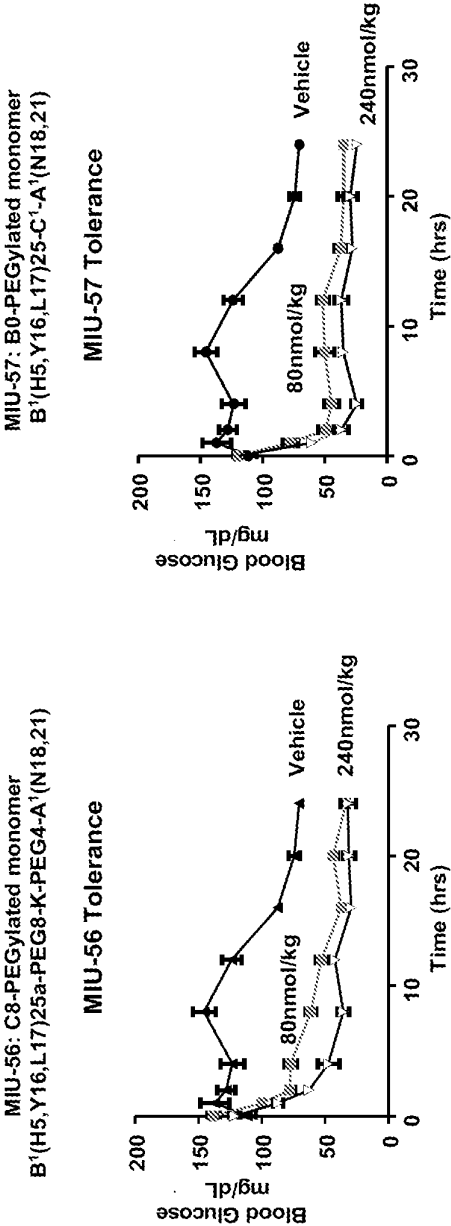 MIU-56: C8-PEGylated monomer
B¹(H5,Y16,L17)25a-PEG8-K-PEG4-A¹(N18,21)
MIU-56 Tolerance
200
150
100
50
0
Blood Glucose
mg/dL
Vehicle
80nmol/kg
240nmol/kg
0
10
20
30
Time (hrs)
MIU-57: B0-PEGylated monomer
B¹(H5,Y16,L17)25-C¹-A¹(N18,21)
MIU-57 Tolerance
200
150
100
50
0
Blood Glucose
mg/dL
Vehicle
80nmol/kg
240nmol/kg
0
10
20
30
Time (hrs)